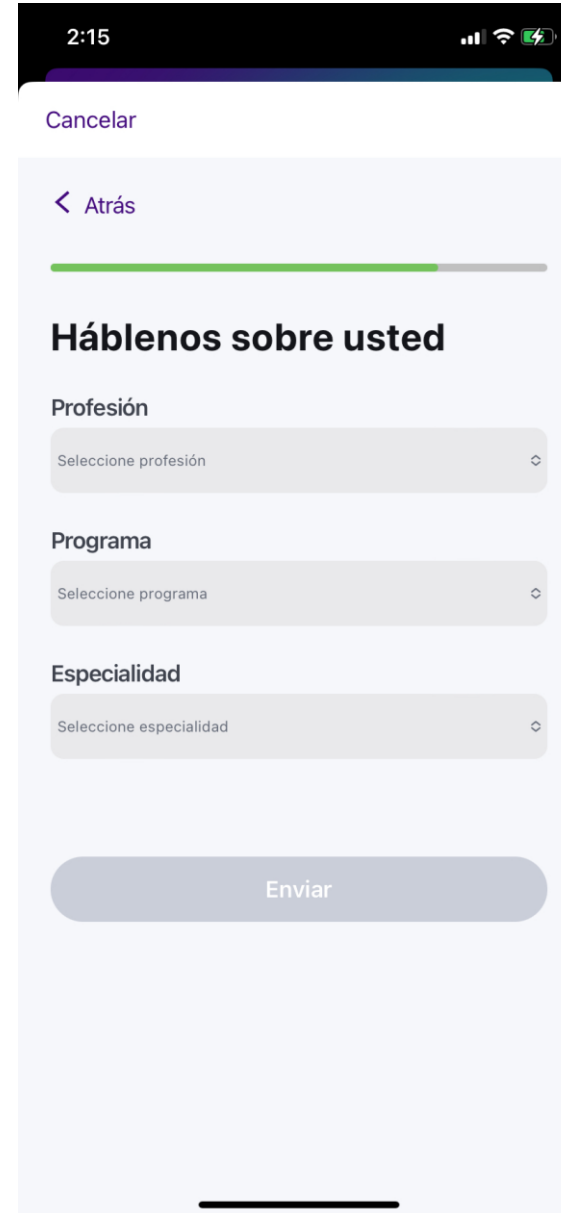 2:15
Cancelar
Atrás
Háblenos sobre usted
Profesión
Seleccione profesión
Programa
Seleccione programa
Especialidad
Seleccione especialidad
Enviar